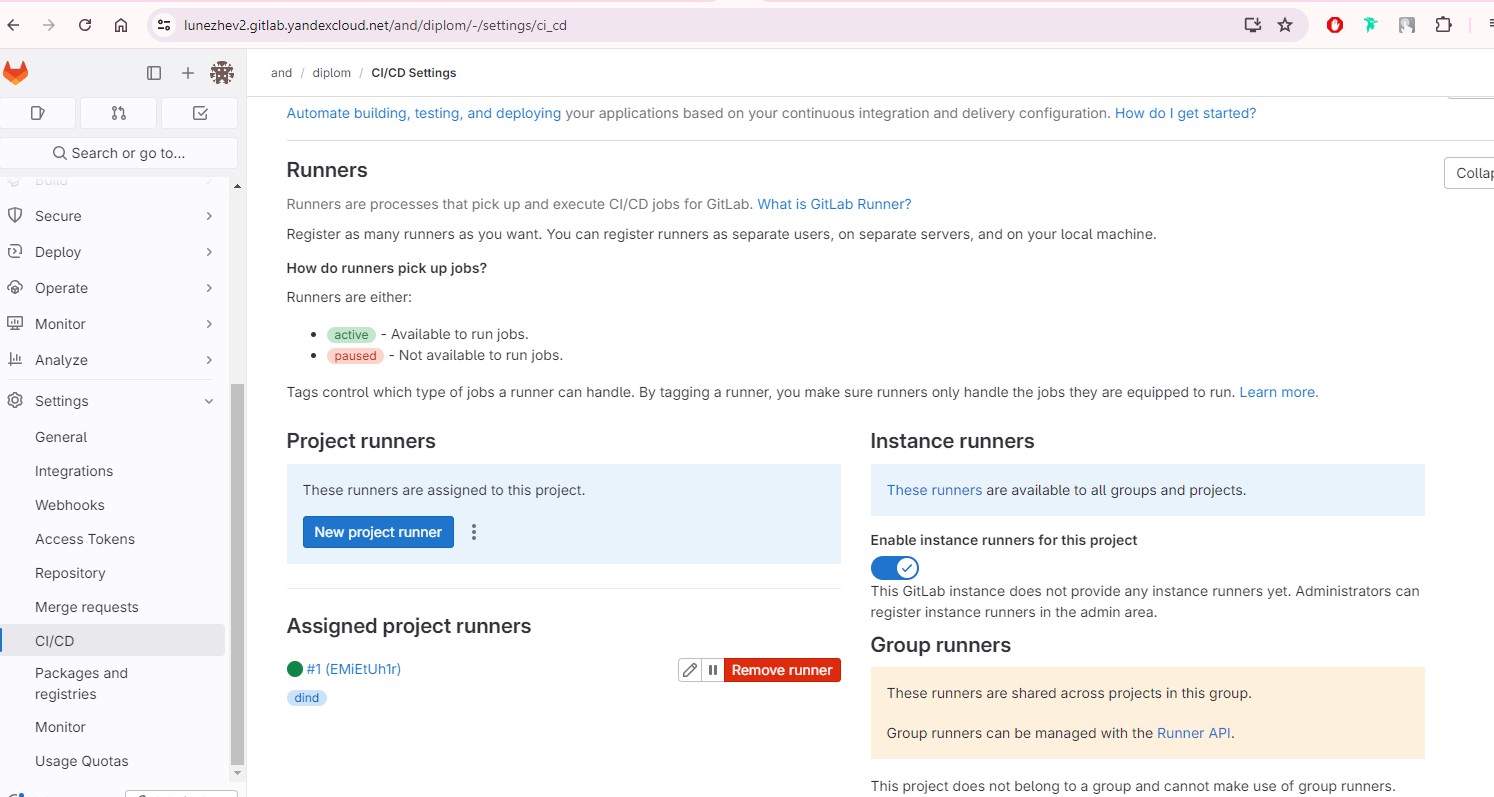 lunezhev2.gitlab.yandexcloud.net/and/diplom/-/settings/ci_cd
and / diplom / CI/CD Settings
Search or go to...
Build
Secure
Deploy
Operate
Monitor
Analyze
Settings
General
Integrations
Webhooks
Access Tokens
Repository
Merge requests
CI/CD
Packages and
registries
Monitor
Usage Quotas
Automate building, testing, and deploying your applications based on your continuous integration and delivery configuration. How do I get started?
Runners
Collap
Runners are processes that pick up and execute CI/CD jobs for GitLab. What is GitLab Runner?
Register as many runners as you want. You can register runners as separate users, on separate servers, and on your local machine.
How do runners pick up jobs?
Runners are either:
• active - Available to run jobs.
• paused - Not available to run jobs.
Tags control which type of jobs a runner can handle. By tagging a runner, you make sure runners only handle the jobs they are equipped to run. Learn more.
Project runners
These runners are assigned to this project.
New project runner
Assigned project runners
#1 (EMiEtUh1r)
Remove runner
dind
Instance runners
These runners are available to all groups and projects.
Enable instance runners for this project
This GitLab instance does not provide any instance runners yet. Administrators can
register instance runners in the admin area.
Group runners
These runners are shared across projects in this group.
Group runners can be managed with the Runner API.
This project does not belong to a group and cannot make use of group runners.